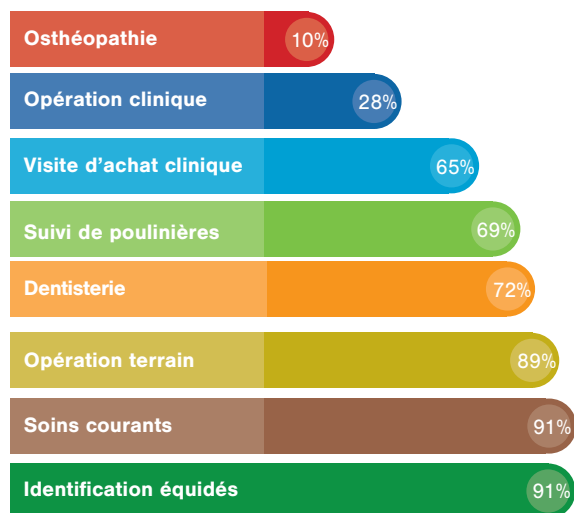 Osthéopathie 10%
Opération clinique 28%
Visite d’achat clinique 65%
Suivi de poulinières 69%
Dentisterie 72%
Opération terrain 89%
Soins courants 91%
Identification équidés 91%